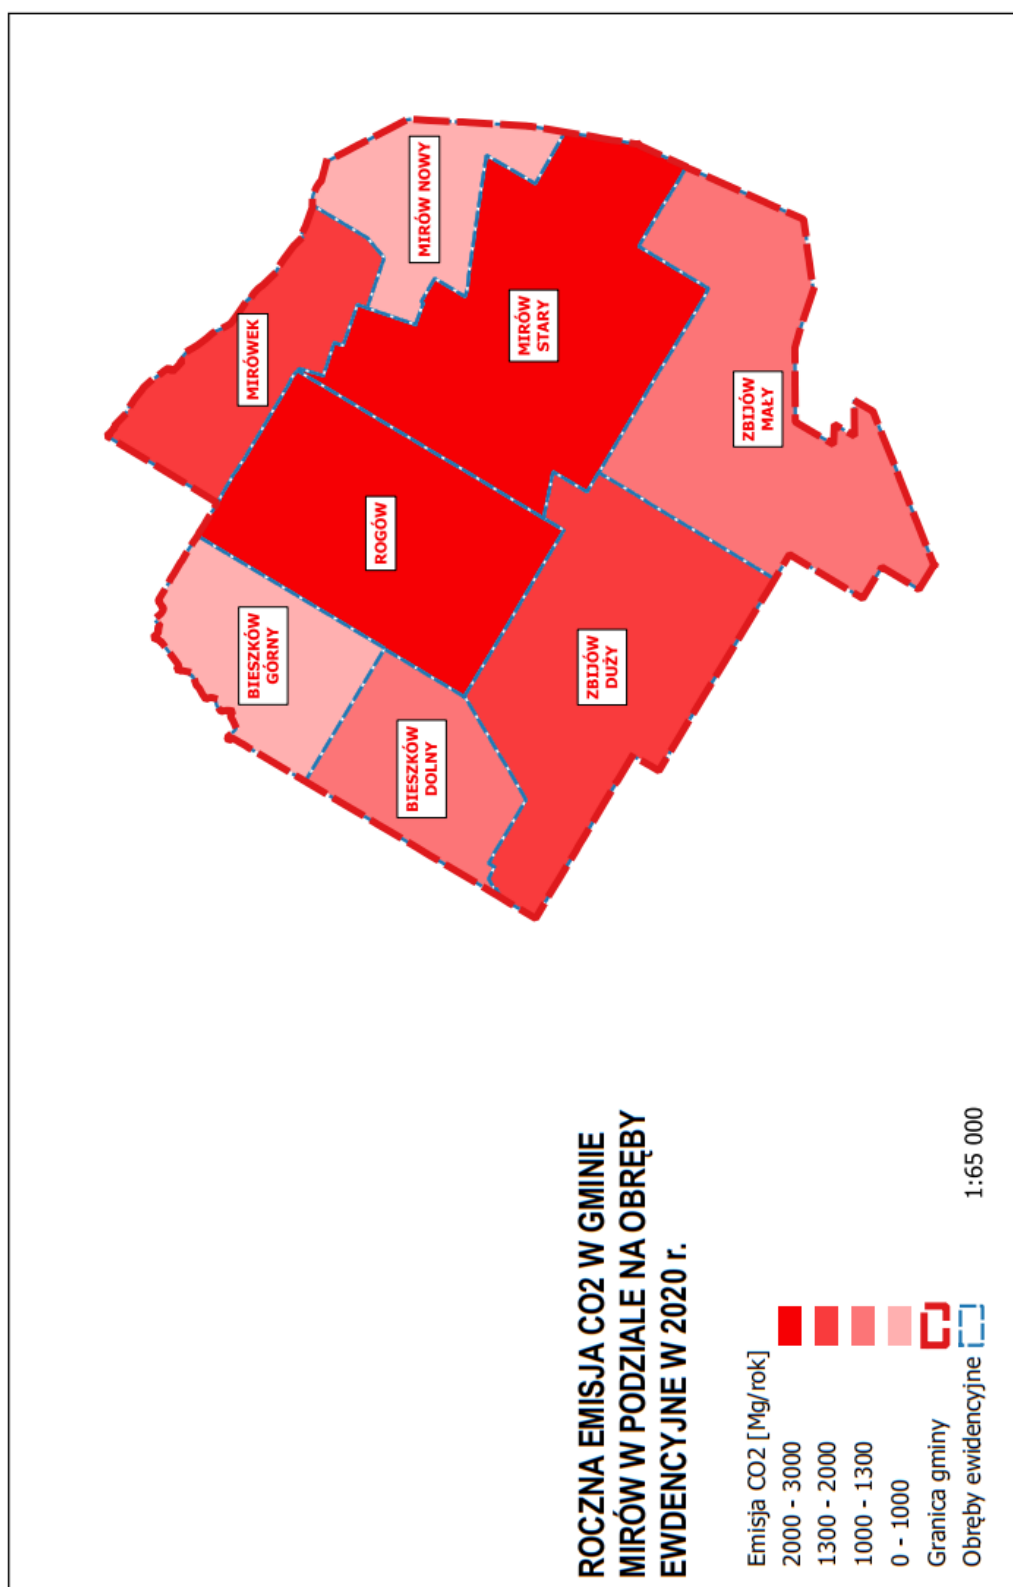 ROCZNA EMISJA CO2 W GMINIE
MIRÓW W PODZIALE NA OBRĘBY
EWDENCYJNE W 2020 r.
Emisja CO2 [Mg/rok]
2000 - 3000
1300 - 2000
1000 - 1300
0 - 1000
Granica gminy
Obręby ewidencyjne
1:65 000
BIESZKÓW
GÓRNY
BIESZKÓW
DOLNY
ROGÓW
MIRÓWEK
MIRÓW NOWY
MIRÓW
STARY
ZBIJÓW
DUŻY
ZBIJÓW
MAŁY